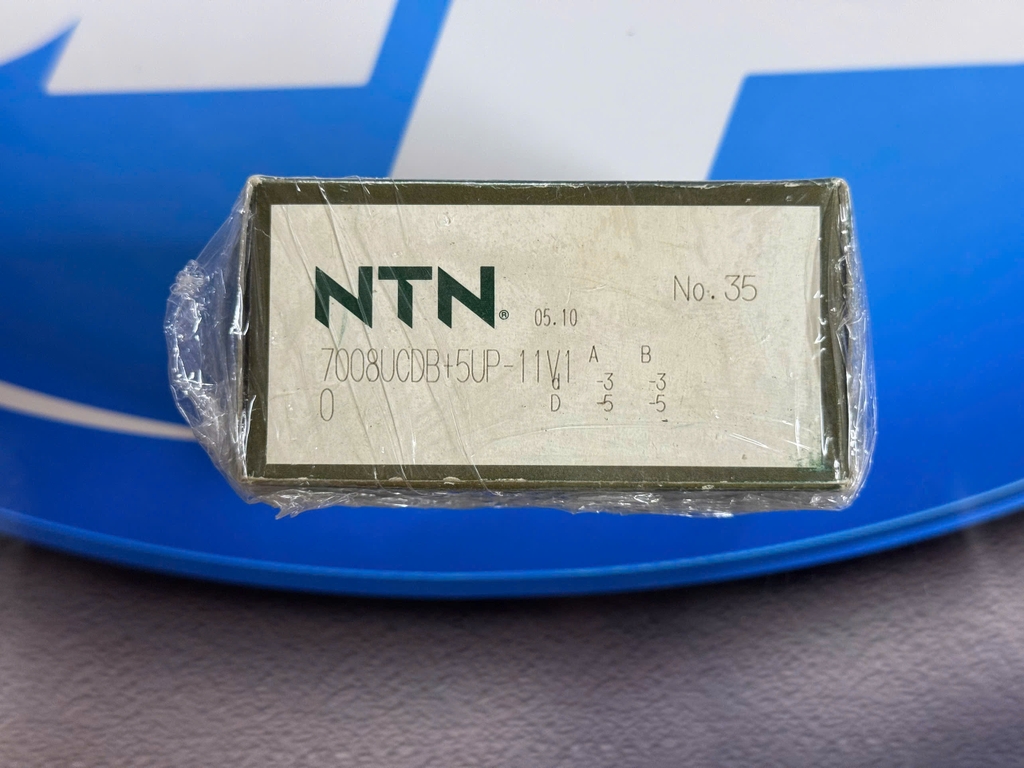 NTN®
05.10
No. 35
7008UCDB+5UP-11V1
0
A B
d -3 -3
D -5 -5